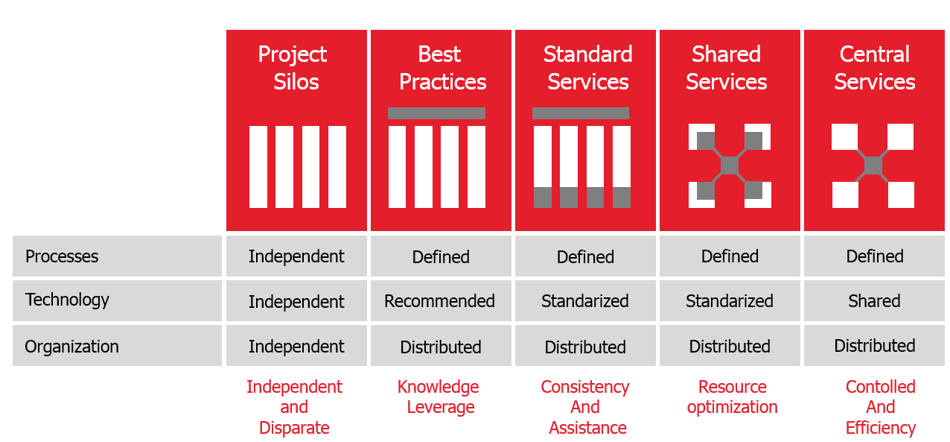 Project Silos
Best Practices
Standard Services
Shared Services
Central Services
Processes Independent Defined Defined Defined Defined
Technology Independent Recommended Standarized Standarized Shared
Organization Independent Distributed Distributed Distributed Distributed
Independent and Disparate
Knowledge Leverage
Consistency And Assistance
Resource optimization
Contolled And Efficiency